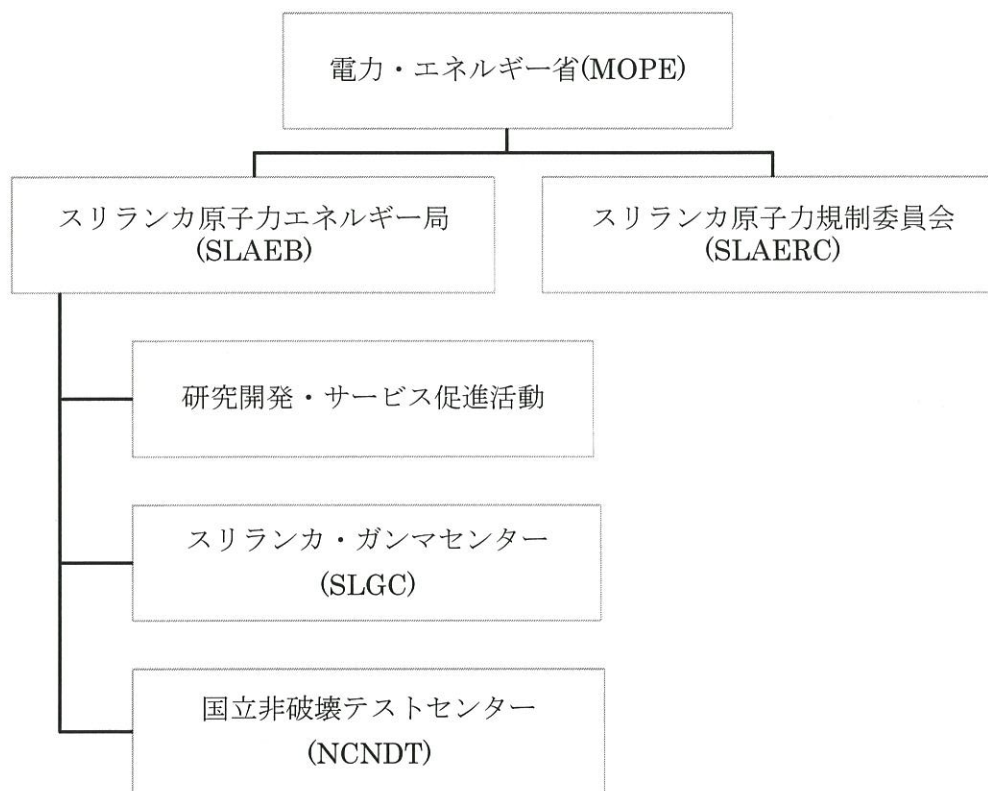 電力・エネルギー省(MOPE)
スリランカ原子力エネルギー局
(SLAEB)
スリランカ原子力規制委員会
(SLAERC)
研究開発・サービス促進活動
スリランカ・ガンマセンター
(SLGC)
国立非破壊テストセンター
(NCNDT)